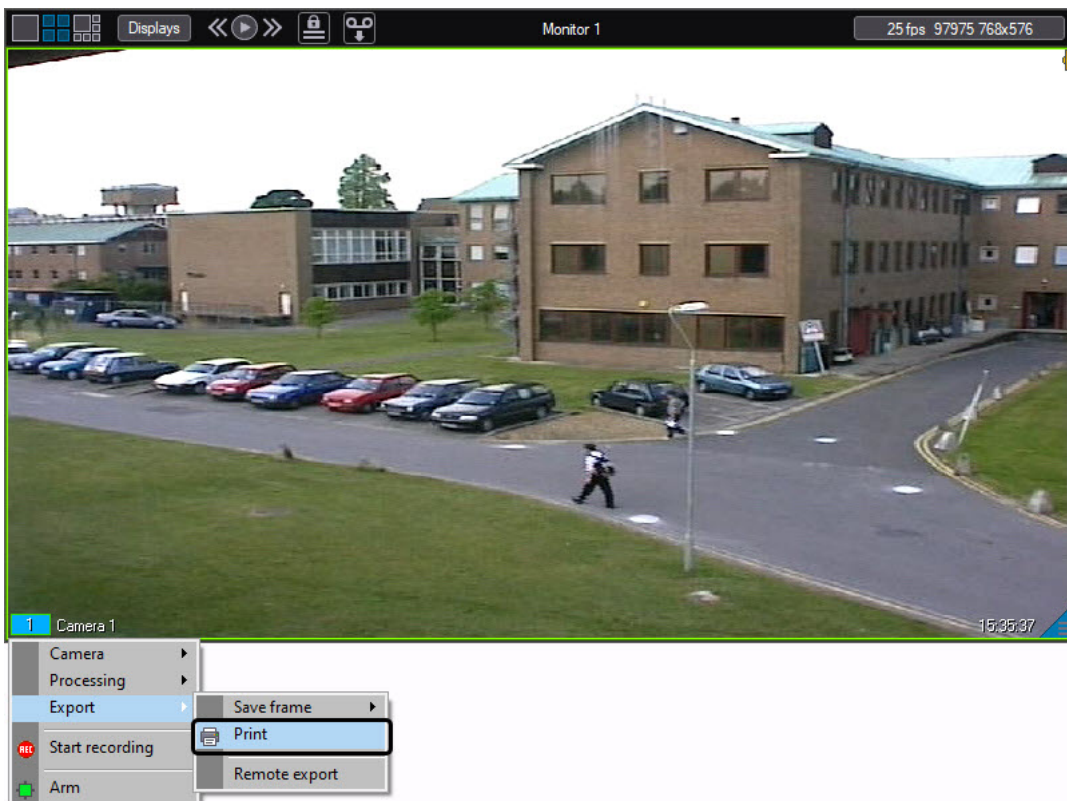 Displays
Monitor 1
25 fps 97975 768x576
1 Camera 1
15:35:37
Camera
Processing
Export
Save frame
Print
REC Start recording
Remote export
Arm